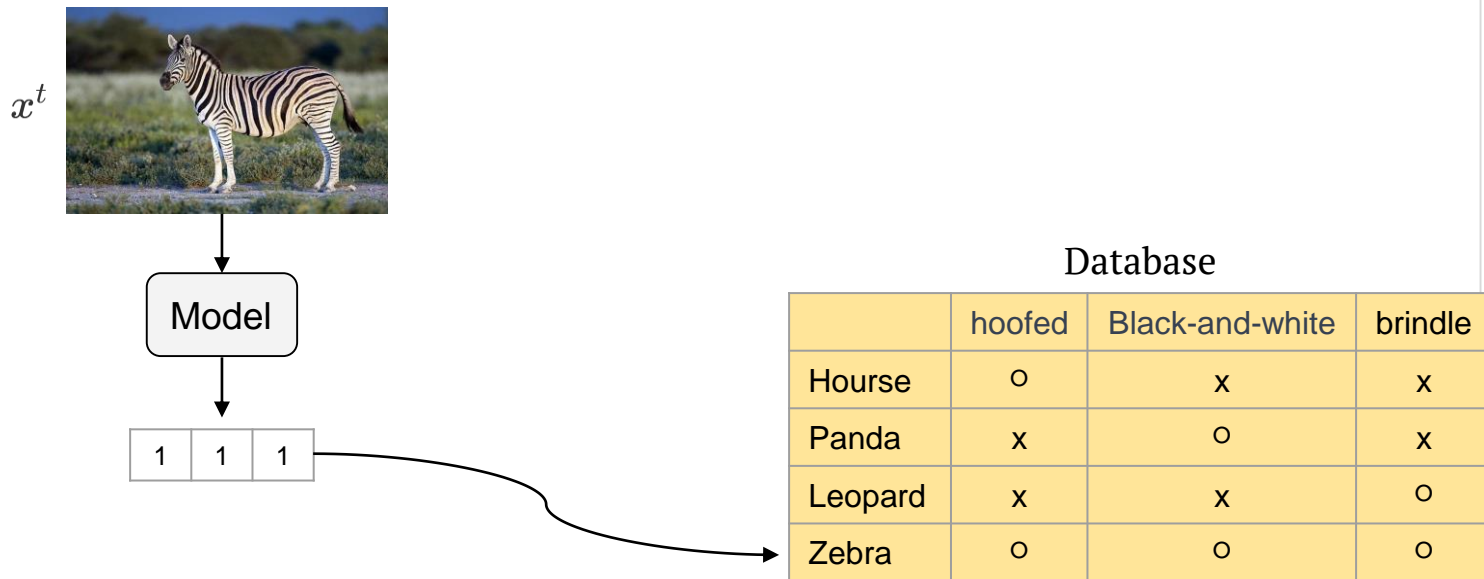 x^t
Model
1 1 1
Database
hoofed Black-and-white brindle
Hourse O x x
Panda x O x
Leopard x x O
Zebra O O O